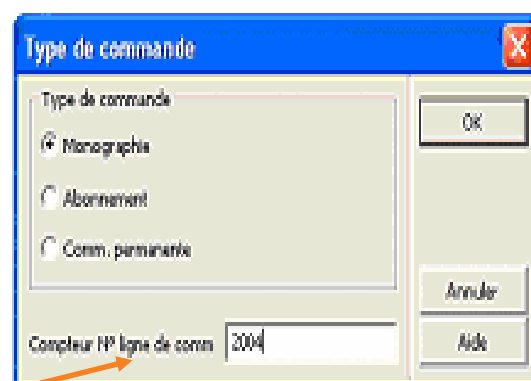 Type de commande
Type de commande
Monographie
Abonnement
Comm. permanente
Compteur N° ligne de comm 2004
OK
Annuler
Aide